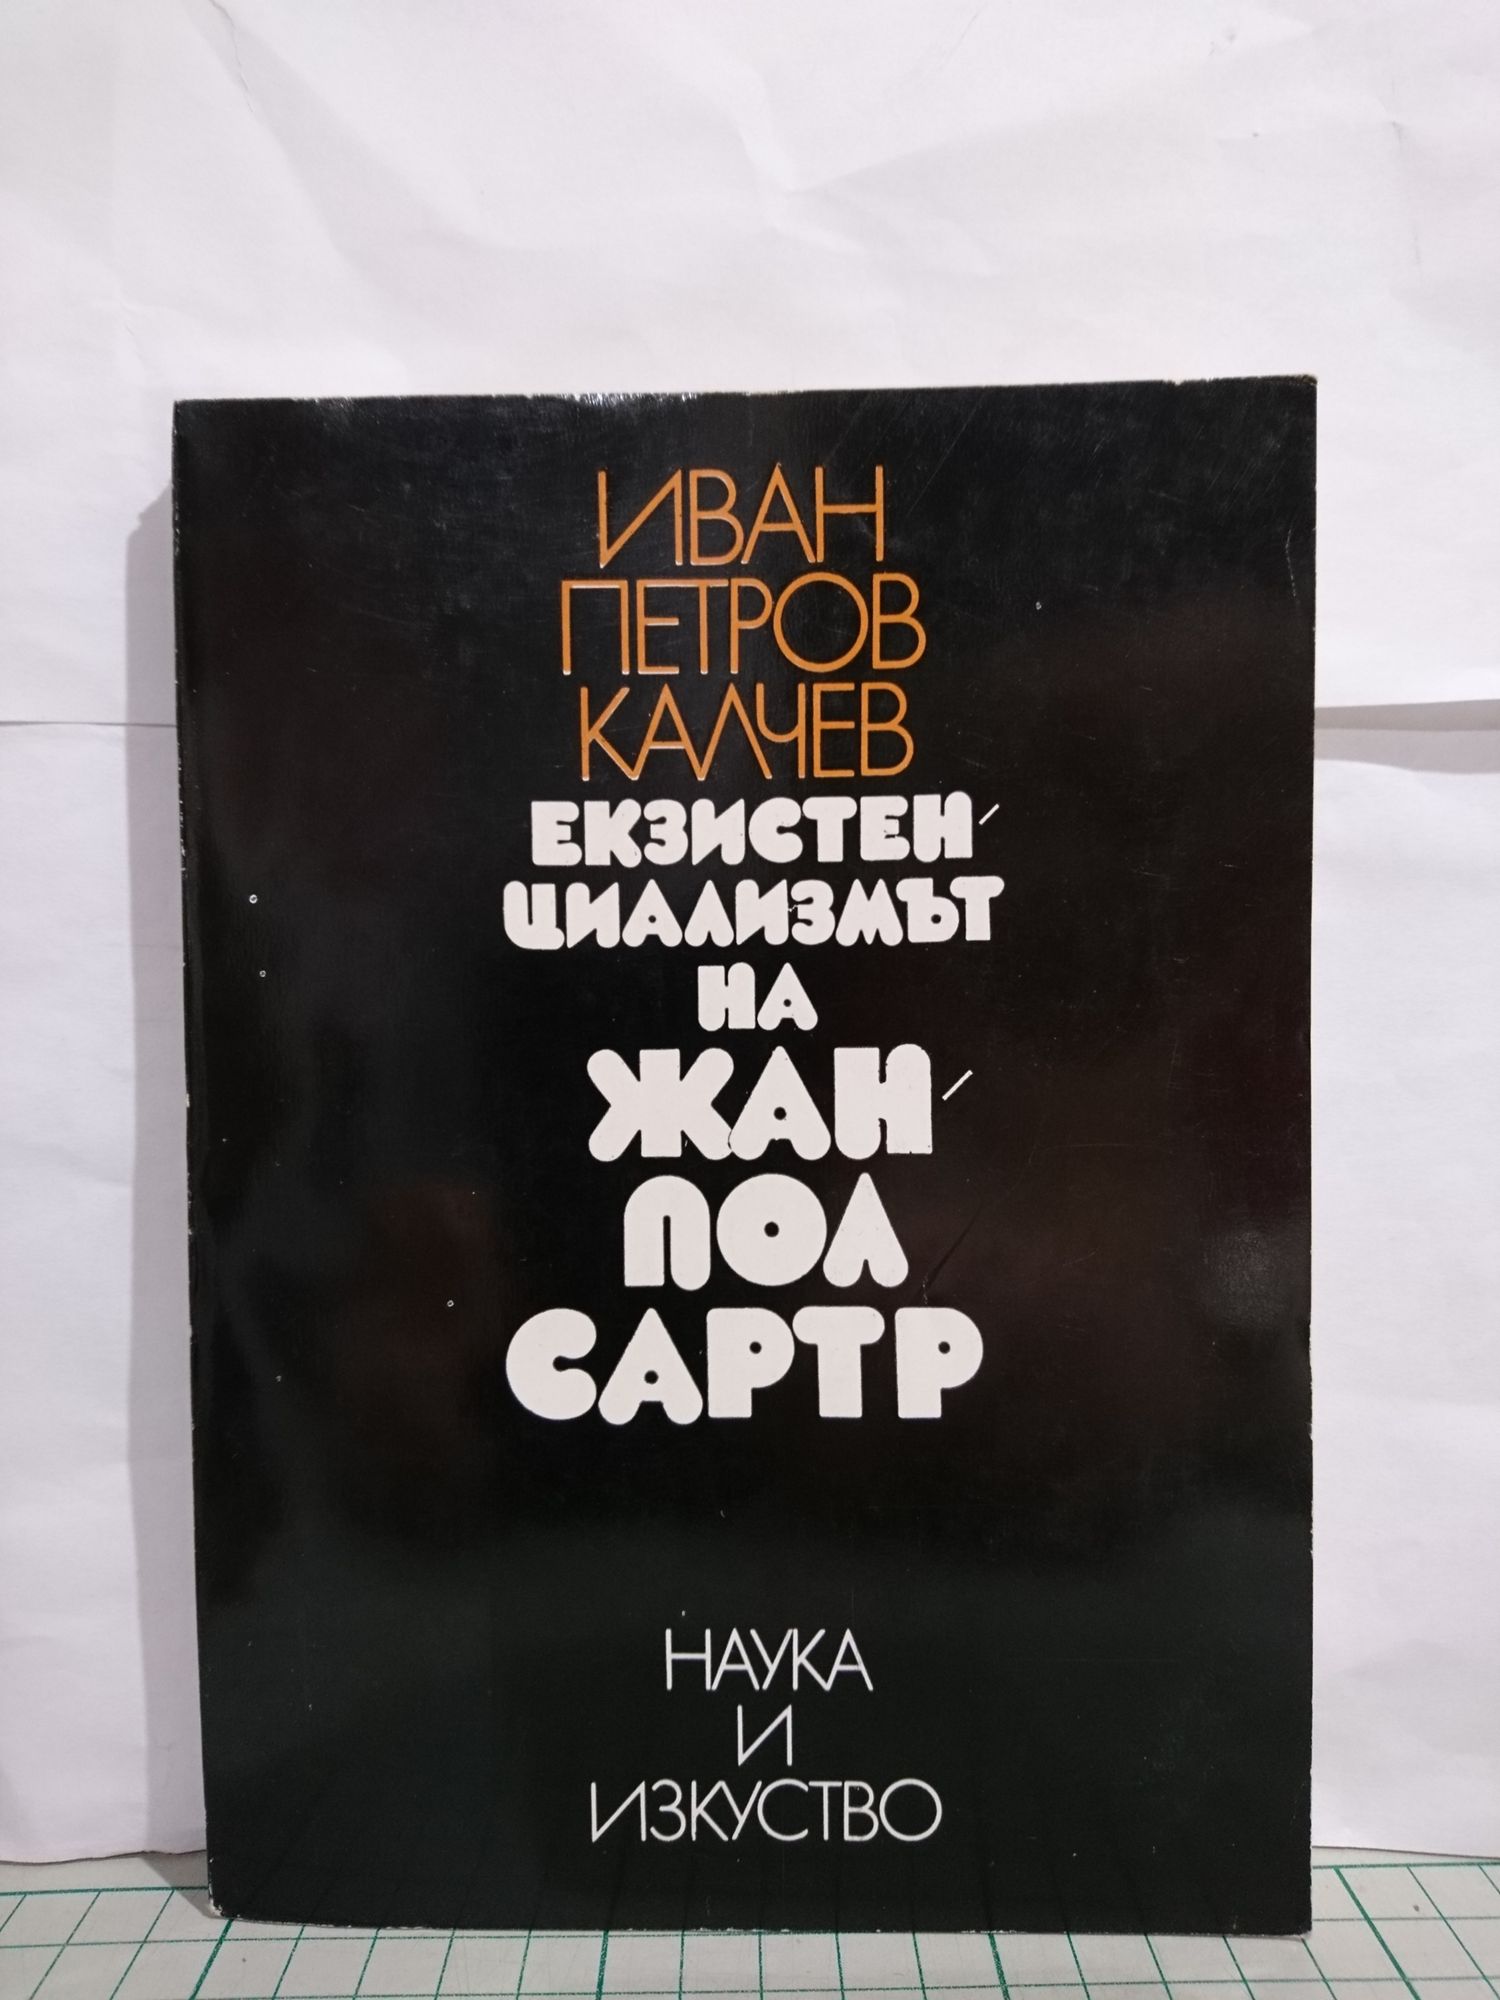 ИВАН
ПЕТРОВ
КАЛЧЕВ
ЕКЗИСТЕН-
ЦИАЛИЗМЪТ
НА
ЖАН-
ПОЛ
САРТР
НАУКА
И
ИЗКУСТВО